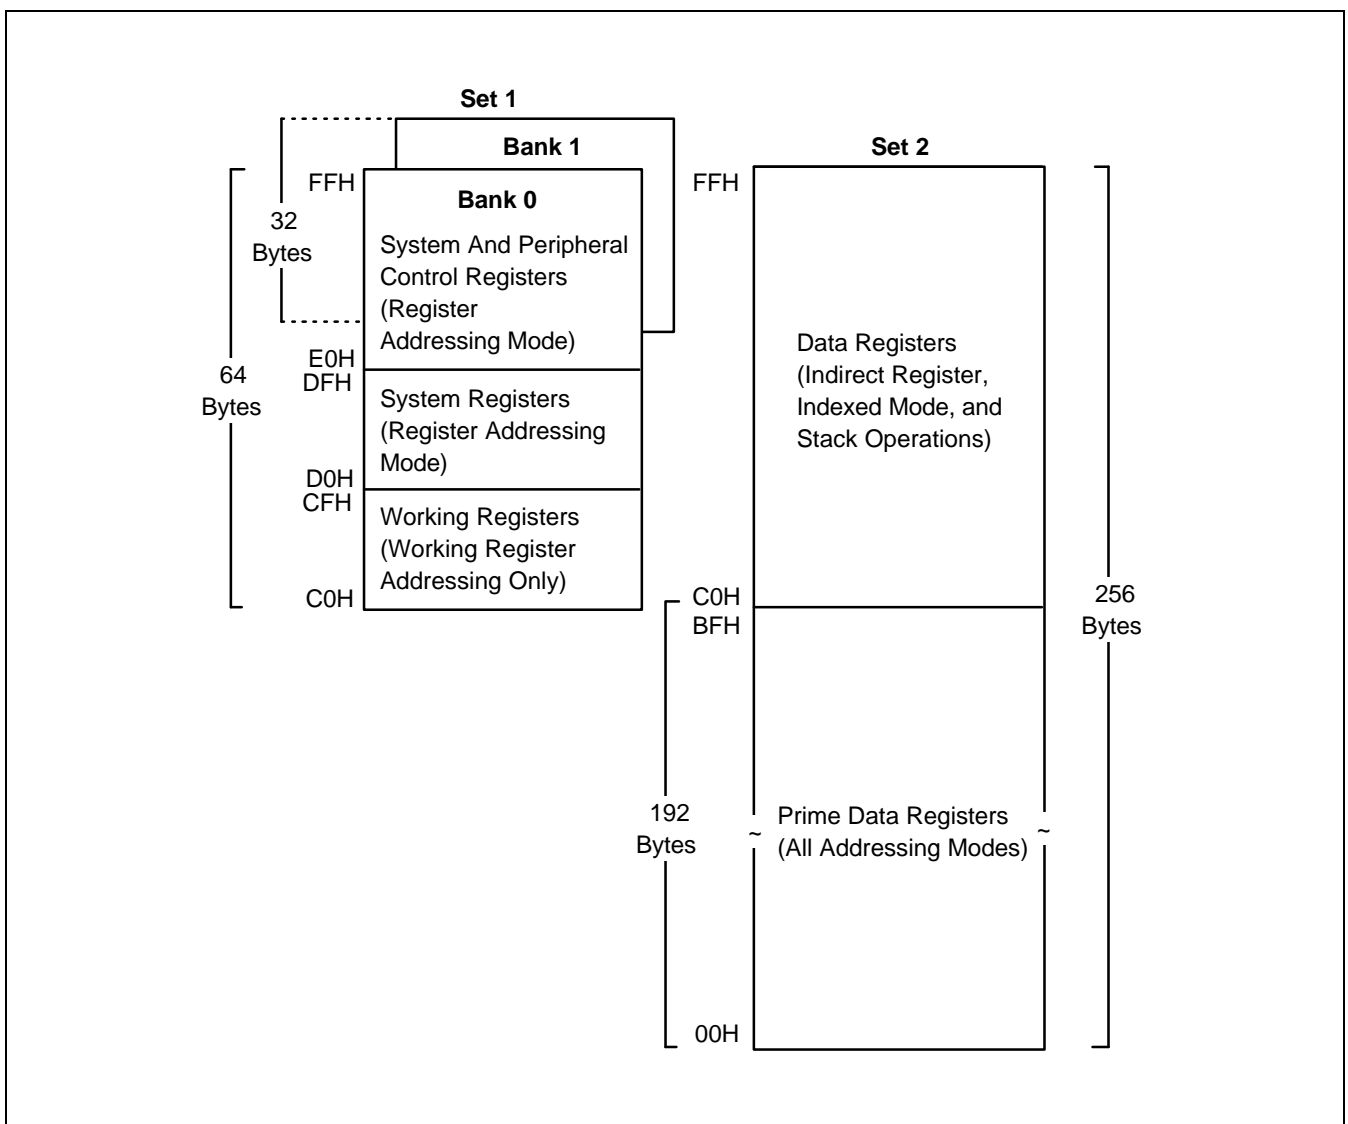 Set 1
Bank 1
Set 2
FFH
Bank 0
FFH
32
Bytes
System And Peripheral
Control Registers
(Register
Addressing Mode)
E0H
DFH
64
Bytes
System Registers
(Register Addressing
Mode)
D0H
CFH
Working Registers
(Working Register
Addressing Only)
C0H
Data Registers
(Indirect Register,
Indexed Mode, and
Stack Operations)
C0H
BFH
256
Bytes
192
Bytes
~
Prime Data Registers
(All Addressing Modes)
~
00H